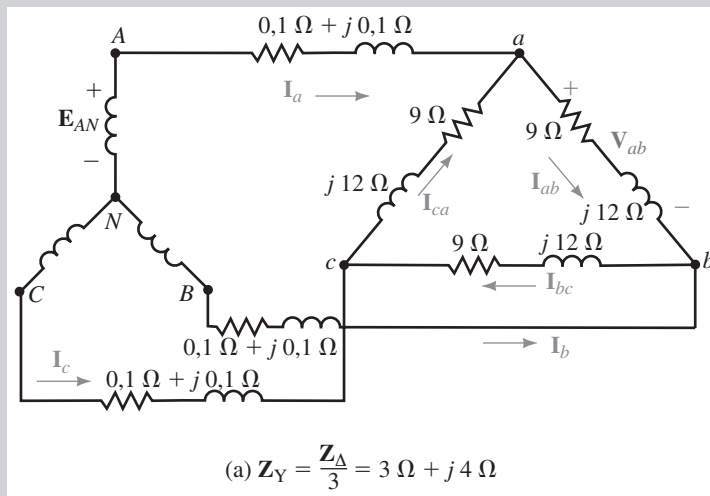 0,1 Ω + j 0,1 Ω
A
a
+
E_AN
−
I_a
9 Ω
+
9 Ω
V_ab
j 12 Ω
I_ca
I_ab
j 12 Ω
−
N
9 Ω
j 12 Ω
c
b
C
B
I_bc
0,1 Ω + j 0,1 Ω
I_b
I_c
0,1 Ω + j 0,1 Ω
(a) Z_Y = Z_Δ/3 = 3 Ω + j 4 Ω